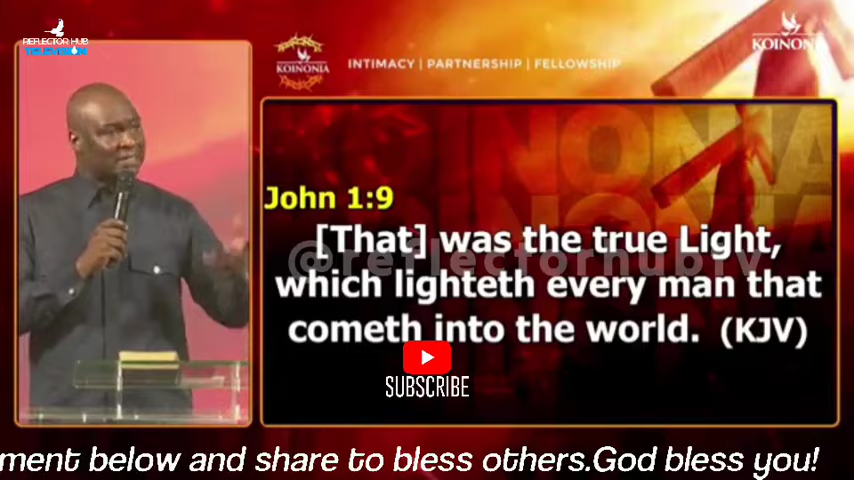 REFLECTOR HUB
TELEVISION
KOINONIA
INTIMACY | PARTNERSHIP | FELLOWSHIP
KOINONIA
John 1:9
[That] was the true Light,
@reflectorhubtv
which lighteth every man that
cometh into the world. (KJV)
SUBSCRIBE
ment below and share to bless others.God bless you!